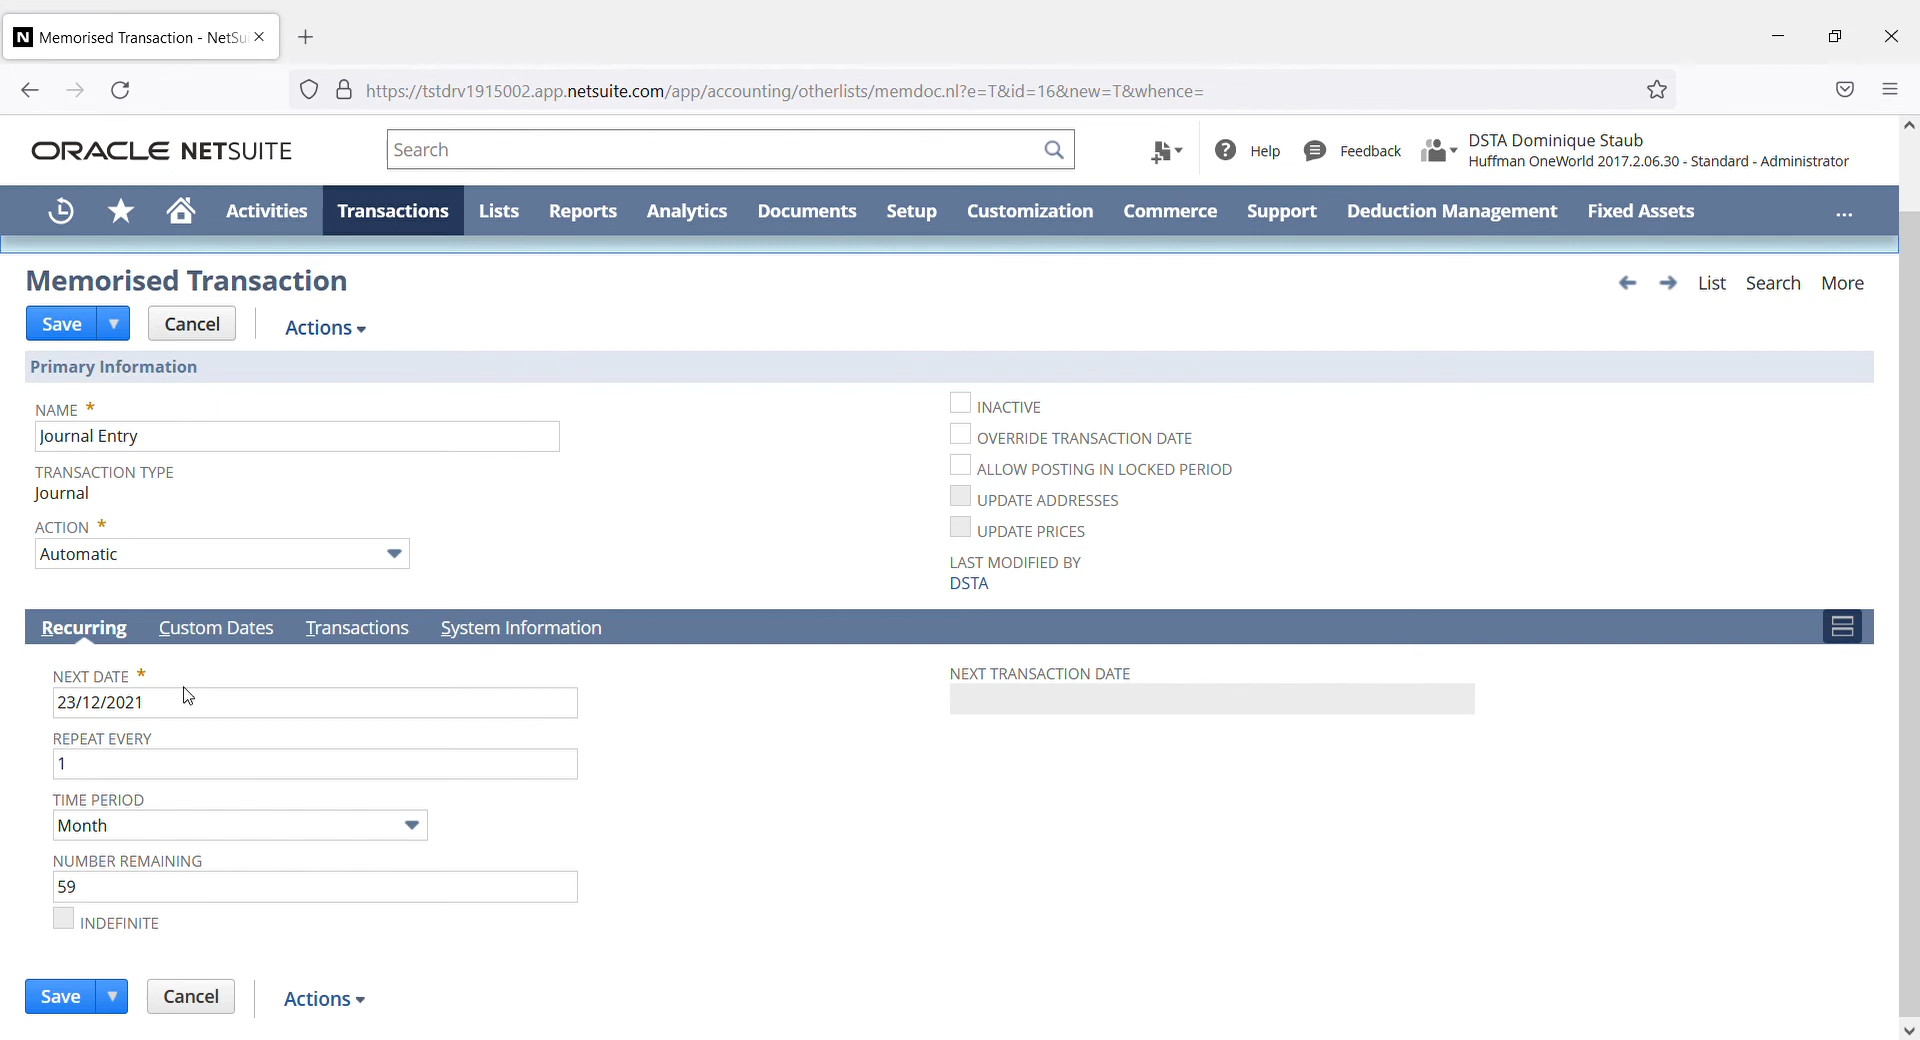 N Memorised Transaction - NetSu
https://tstdrv1915002.app.netsuite.com/app/accounting/otherlists/memdoc.nl?e=T&id=16&new=T&whence=
ORACLE NETSUITE
Search
Help
Feedback
DSTA Dominique Staub
Huffman OneWorld 2017.2.06.30 - Standard - Administrator
Activities Transactions Lists Reports Analytics Documents Setup Customization Commerce Support Deduction Management Fixed Assets ...
Memorised Transaction
List Search More
Save Cancel Actions
Primary Information
NAME *
Journal Entry
TRANSACTION TYPE
Journal
ACTION *
Automatic
INACTIVE
OVERRIDE TRANSACTION DATE
ALLOW POSTING IN LOCKED PERIOD
UPDATE ADDRESSES
UPDATE PRICES
LAST MODIFIED BY
DSTA
Recurring Custom Dates Transactions System Information
NEXT DATE *
23/12/2021
REPEAT EVERY
1
TIME PERIOD
Month
NUMBER REMAINING
59
INDEFINITE
NEXT TRANSACTION DATE
Save Cancel Actions